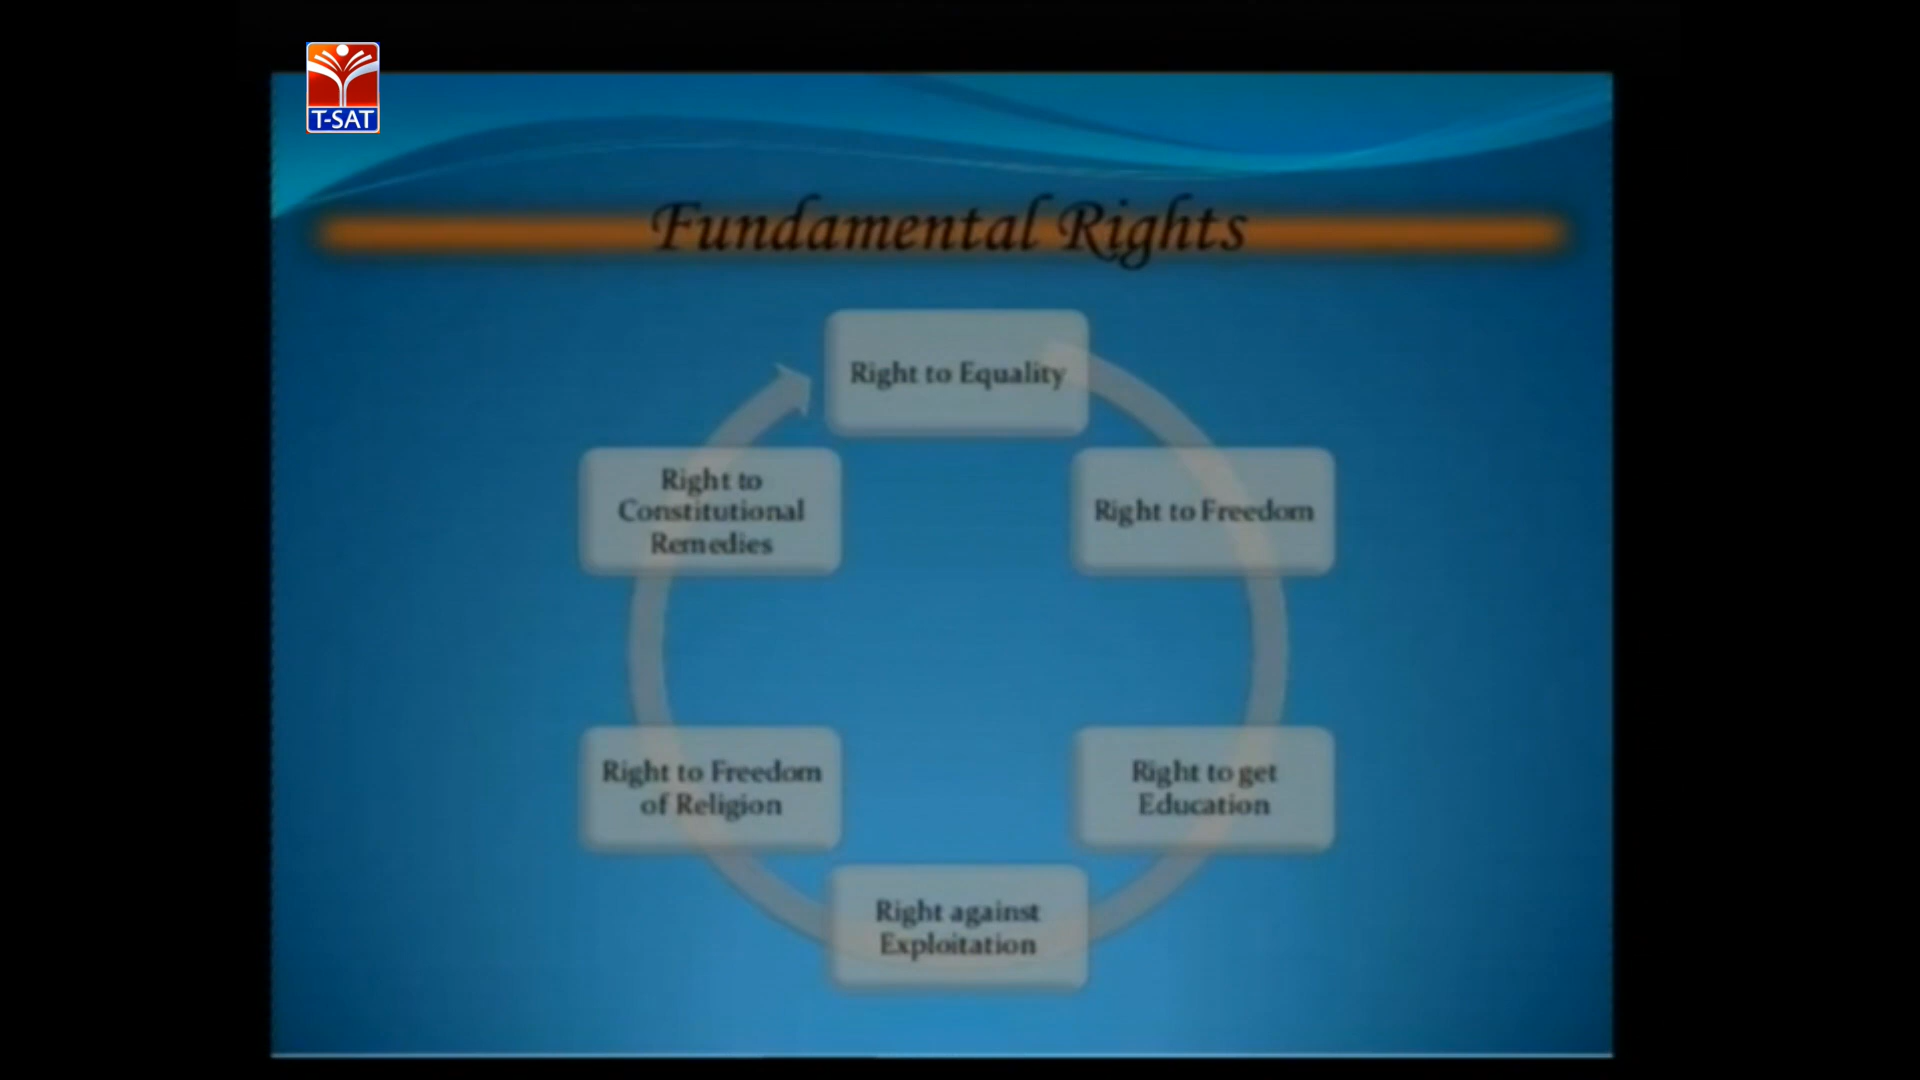 T-SAT
Fundamental Rights
Right to Equality
Right to Freedom
Right to get
Education
Right against
Exploitation
Right to Freedom
of Religion
Right to
Constitutional
Remedies